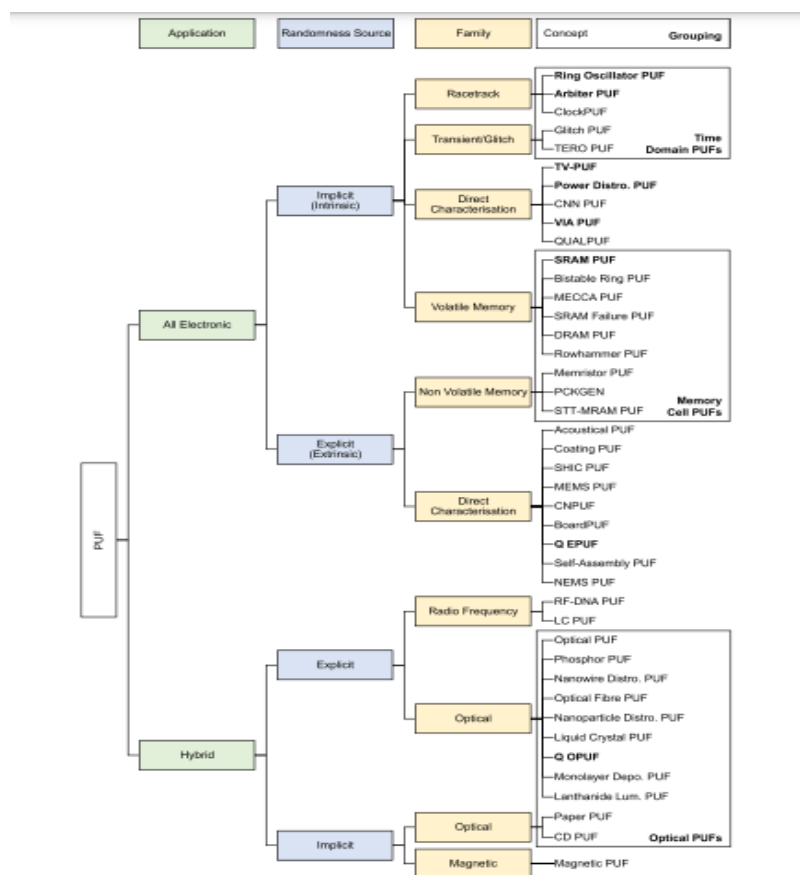 Application
Randomness Source
Family
Concept
Grouping
PUF
All Electronic
Implicit
(Intrinsic)
Racetrack
Ring Oscillator PUF
Arbiter PUF
ClockPUF
Transient/Glitch
Glitch PUF
TERO PUF
Time
Domain PUFs
Direct
Characterisation
TV-PUF
Power Distro. PUF
CNN PUF
VIA PUF
QUALPUF
Volatile Memory
SRAM PUF
Bistable Ring PUF
MECCA PUF
SRAM Failure PUF
DRAM PUF
Rowhammer PUF
Explicit
(Extrinsic)
Non Volatile Memory
Memristor PUF
PCKGEN
STT-MRAM PUF
Memory
Cell PUFs
Direct
Characterisation
Acoustical PUF
Coating PUF
SHIC PUF
MEMS PUF
CNPUF
BoardPUF
Q EPUF
Self-Assembly PUF
NEMS PUF
Hybrid
Explicit
Radio Frequency
RF-DNA PUF
LC PUF
Optical
Optical PUF
Phosphor PUF
Nanowire Distro. PUF
Optical Fibre PUF
Nanoparticle Distro. PUF
Liquid Crystal PUF
Q OPUF
Monolayer Depo. PUF
Lanthanide Lum. PUF
Implicit
Optical
Paper PUF
CD PUF
Optical PUFs
Magnetic
Magnetic PUF